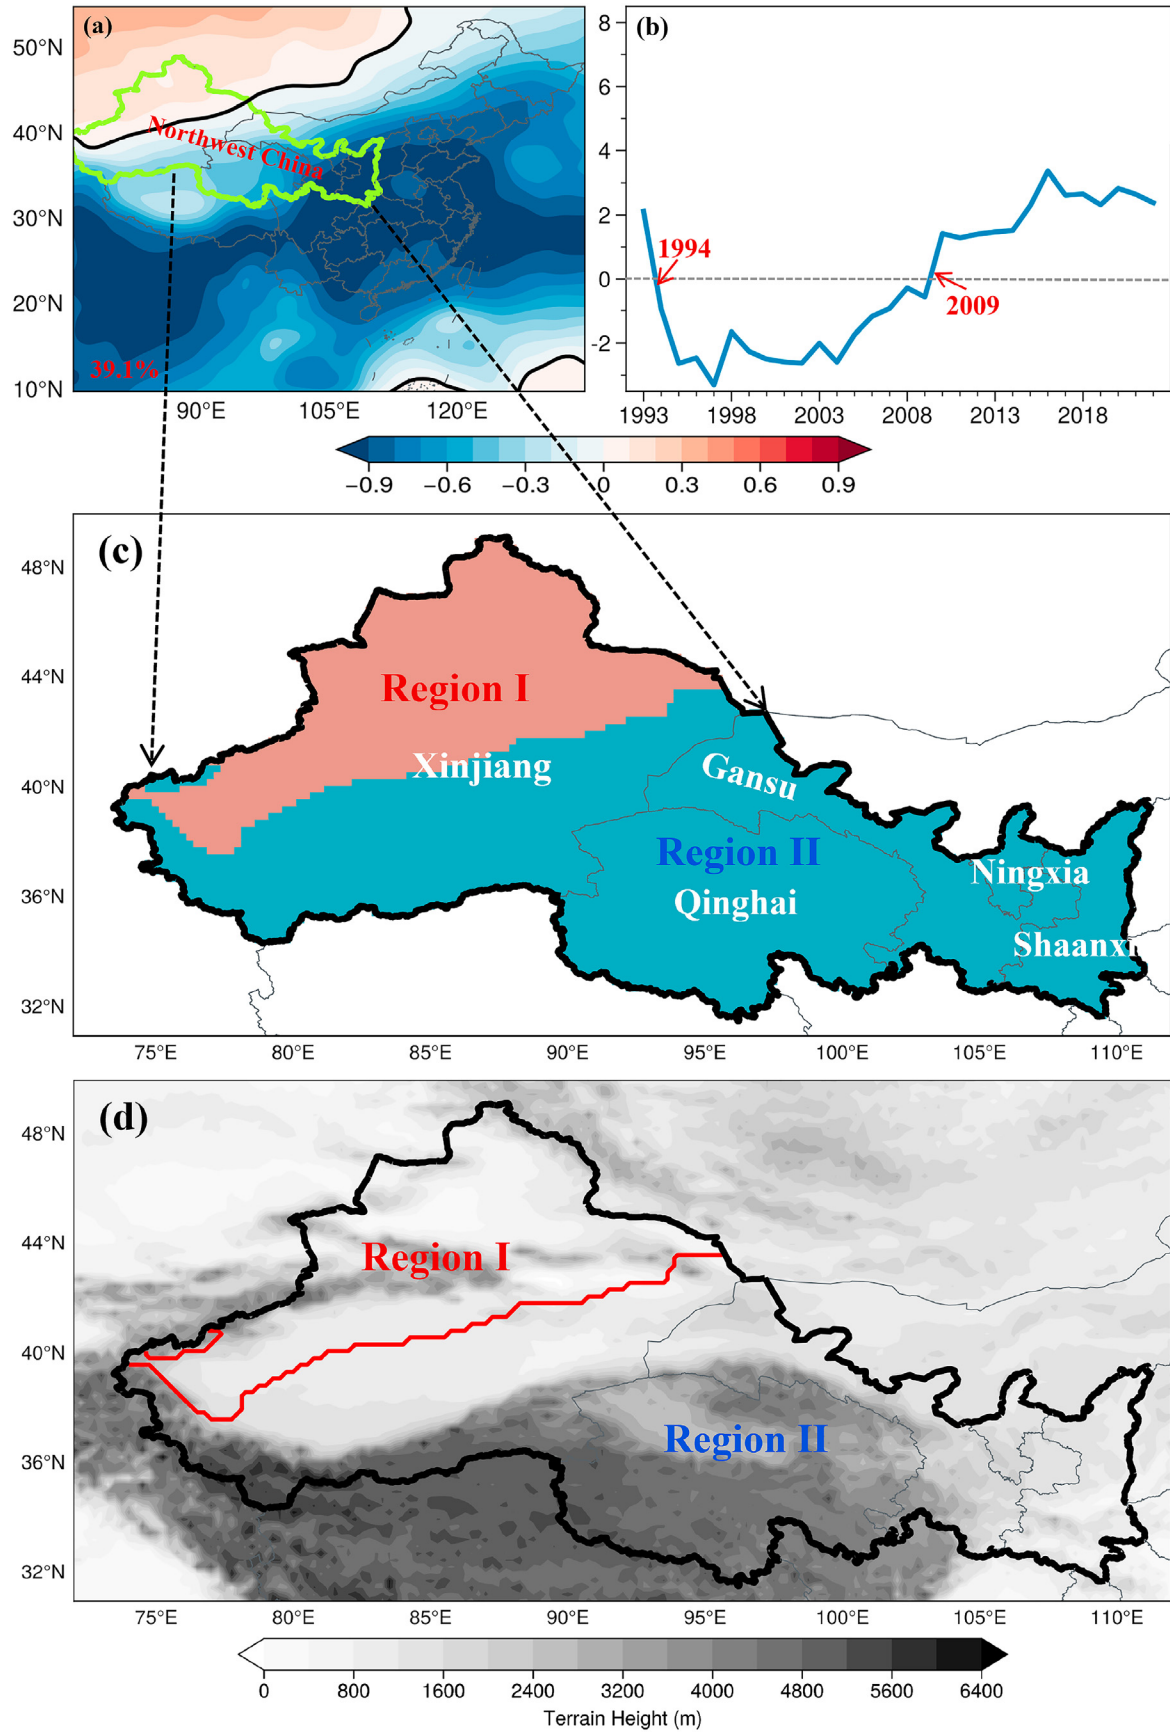 (a)
50°N
40°N
30°N
20°N
10°N
Northwest China
39.1%
90°E 105°E 120°E
(b)
8
6
4
2
0
-2
1994
2009
1993 1998 2003 2008 2013 2018
−0.9 −0.6 −0.3 0 0.3 0.6 0.9
(c)
48°N
44°N
40°N
36°N
32°N
Region I
Xinjiang
Gansu
Region II
Qinghai
Ningxia
Shaanxi
75°E 80°E 85°E 90°E 95°E 100°E 105°E 110°E
(d)
48°N
44°N
40°N
36°N
32°N
Region I
Region II
75°E 80°E 85°E 90°E 95°E 100°E 105°E 110°E
0 800 1600 2400 3200 4000 4800 5600 6400
Terrain Height (m)